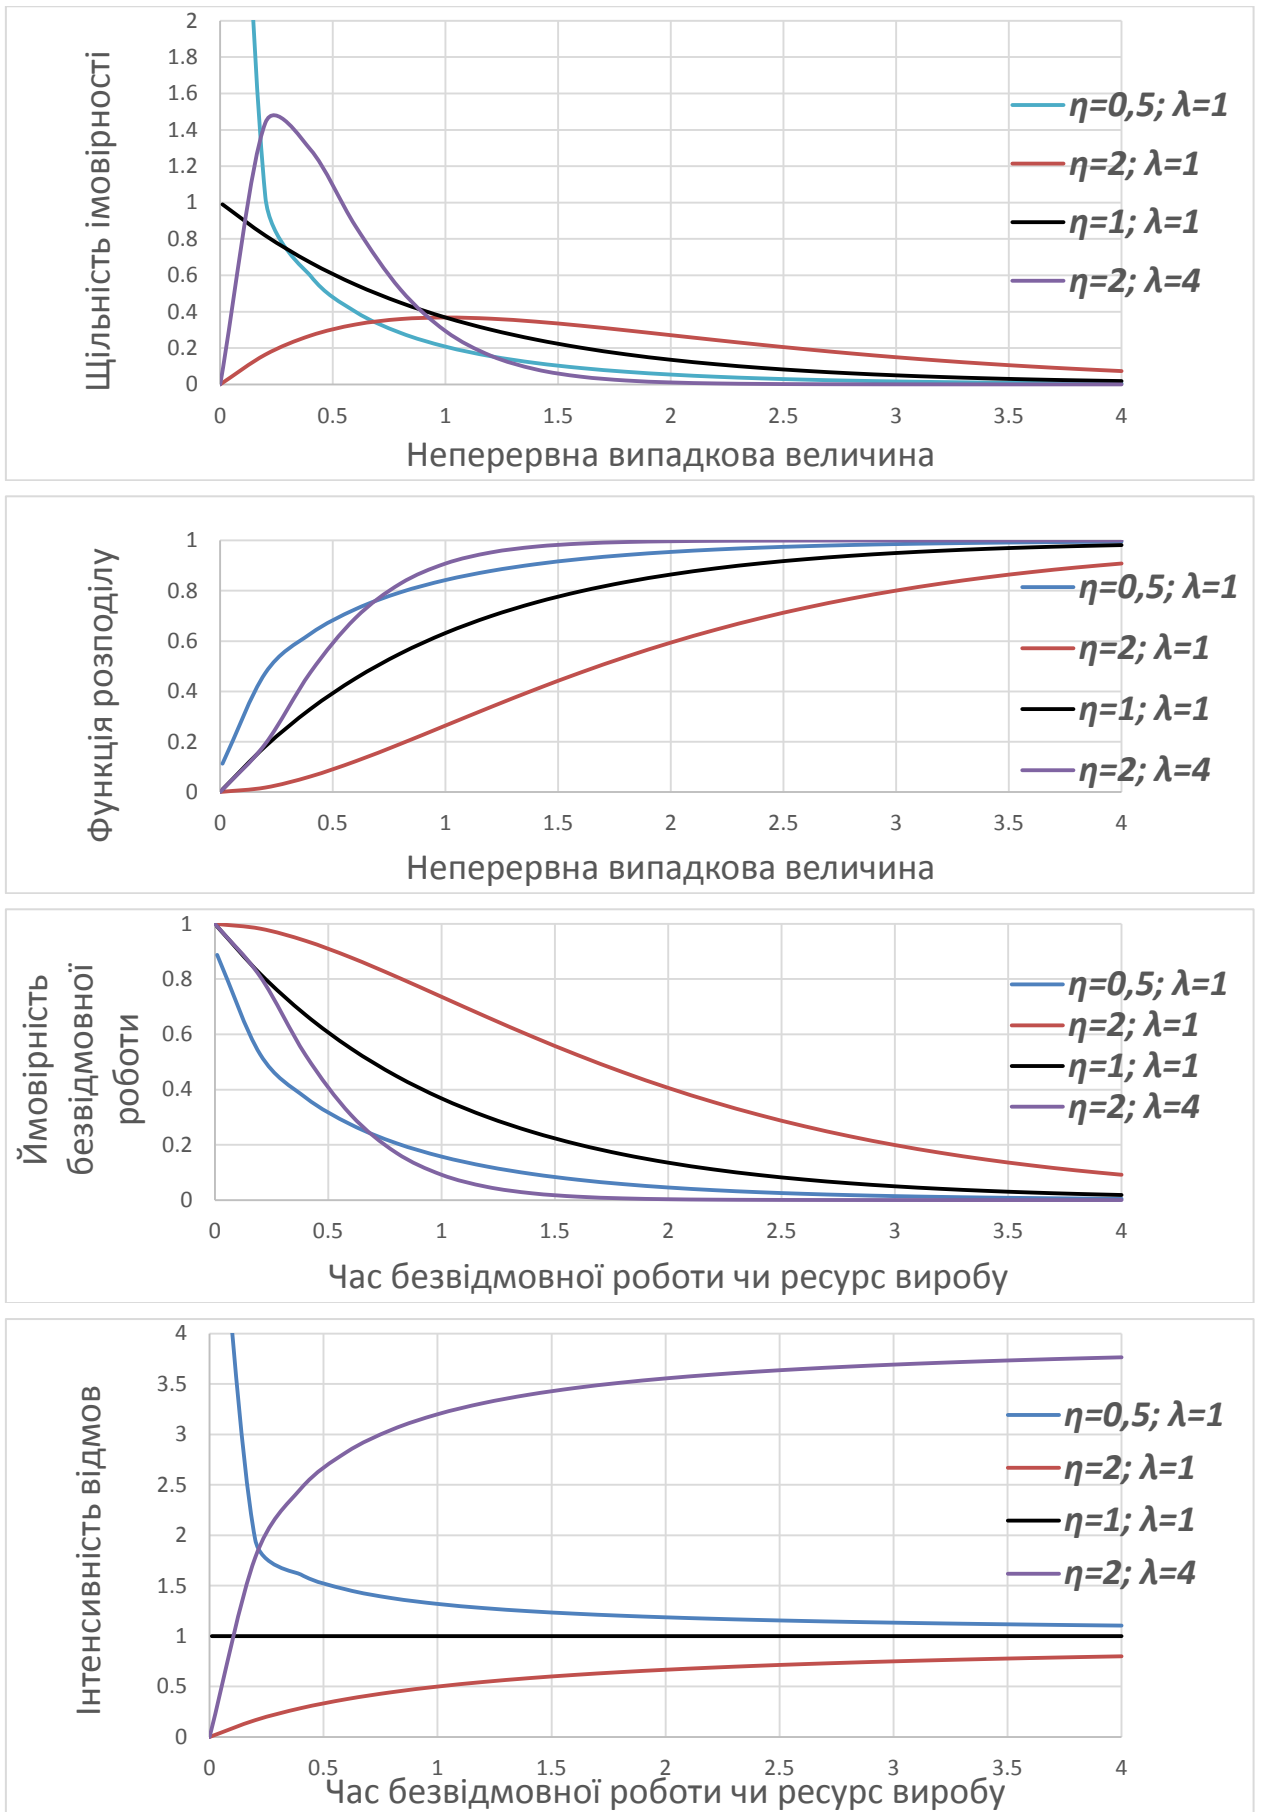 Щільність імовірності
2
1.8
1.6
1.4
1.2
1
0.8
0.6
0.4
0.2
0
0 0.5 1 1.5 2 2.5 3 3.5 4
Неперервна випадкова величина
η=0,5; λ=1
η=2; λ=1
η=1; λ=1
η=2; λ=4
Функція розподілу
1
0.8
0.6
0.4
0.2
0
0 0.5 1 1.5 2 2.5 3 3.5 4
Неперервна випадкова величина
η=0,5; λ=1
η=2; λ=1
η=1; λ=1
η=2; λ=4
Ймовірність
безвідмовної
роботи
1
0.8
0.6
0.4
0.2
0
0 0.5 1 1.5 2 2.5 3 3.5 4
Час безвідмовної роботи чи ресурс виробу
η=0,5; λ=1
η=2; λ=1
η=1; λ=1
η=2; λ=4
Інтенсивність відмов
4
3.5
3
2.5
2
1.5
1
0.5
0
0 0.5 1 1.5 2 2.5 3 3.5 4
Час безвідмовної роботи чи ресурс виробу
η=0,5; λ=1
η=2; λ=1
η=1; λ=1
η=2; λ=4